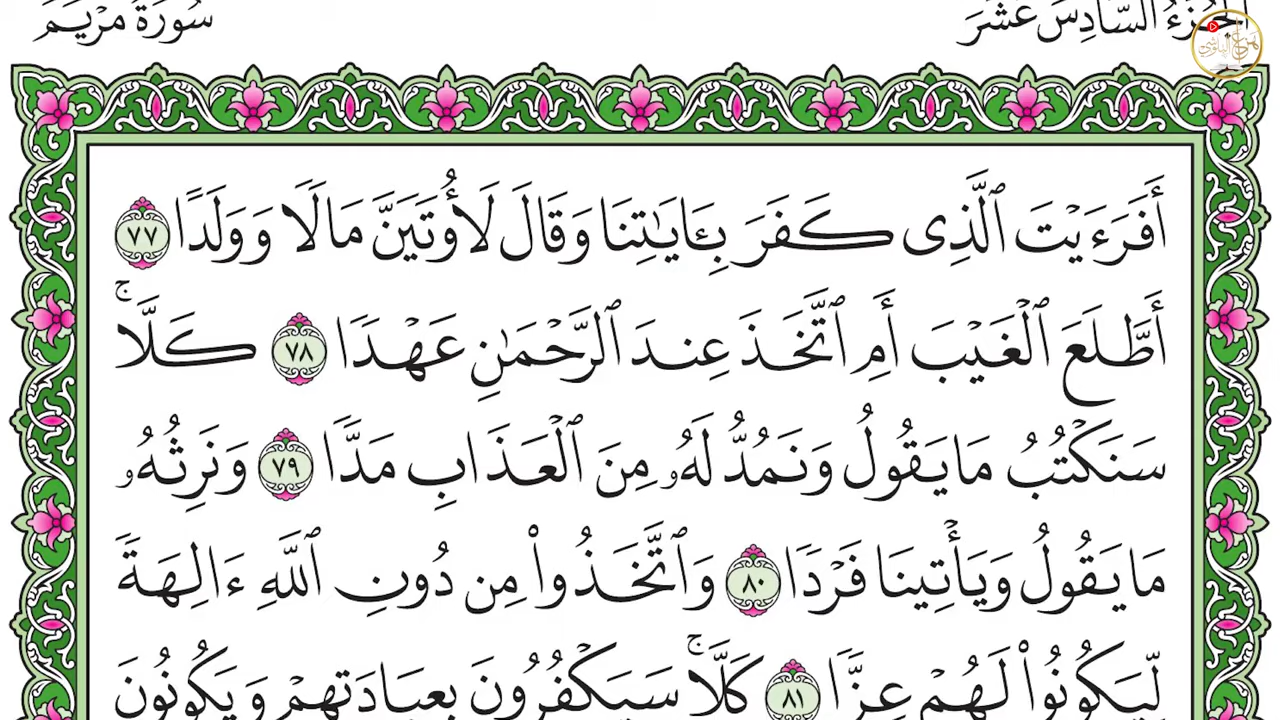 الجُزْءُ السَّادِسَ عَشَرَ
سُورَةُ مَرْيَمَ
أَفَرَءَيْتَ ٱلَّذِى كَفَرَ بِـَٔايَـٰتِنَا وَقَالَ لَأُوتَيَنَّ مَالًا وَوَلَدًا ٧٧
أَطَّلَعَ ٱلْغَيْبَ أَمِ ٱتَّخَذَ عِندَ ٱلرَّحْمَـٰنِ عَهْدًا ٧٨ كَلَّا ۚ
سَنَكْتُبُ مَا يَقُولُ وَنَمُدُّ لَهُۥ مِنَ ٱلْعَذَابِ مَدًّا ٧٩ وَنَرِثُهُۥ
مَا يَقُولُ وَيَأْتِينَا فَرْدًا ٨٠ وَٱتَّخَذُوا۟ مِن دُونِ ٱللَّهِ ءَالِهَةً
لِّيَكُونُوا۟ لَهُمْ عِزًّا ٨١ كَلَّا ۚ سَيَكْفُرُونَ بِعِبَادَتِهِمْ وَيَكُونُونَ